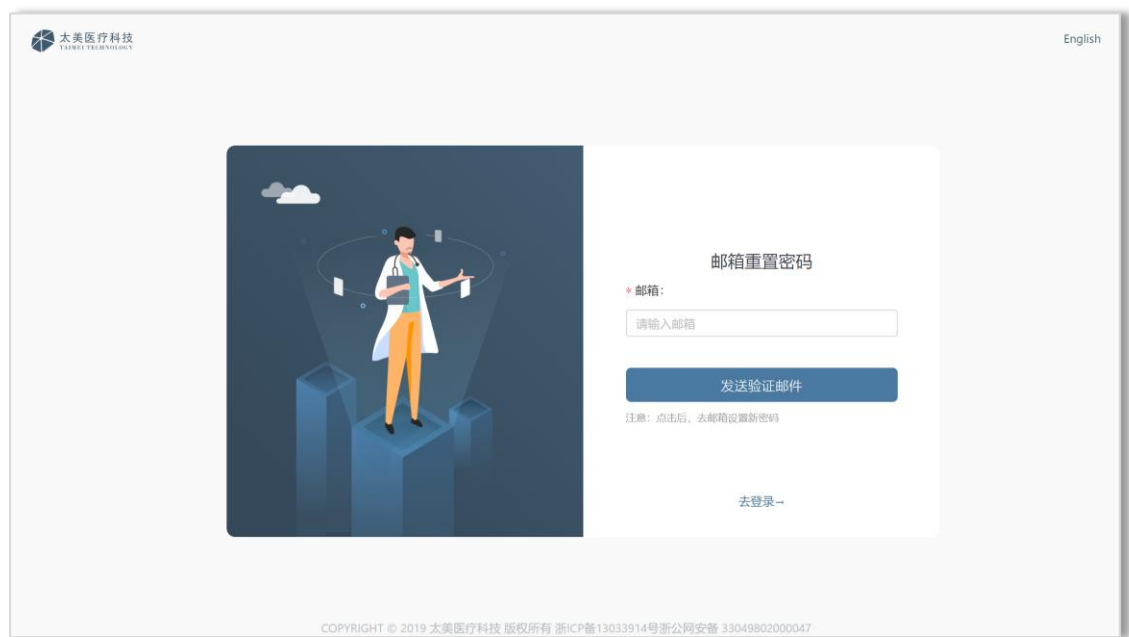 太美医疗科技
TAIMEI TECHNOLOGY
English
邮箱重置密码
* 邮箱：
请输入邮箱
发送验证邮件
注意：点击后，去邮箱设置新密码
去登录→
COPYRIGHT © 2019 太美医疗科技 版权所有 浙ICP备13033914号浙公网安备 33049802000047